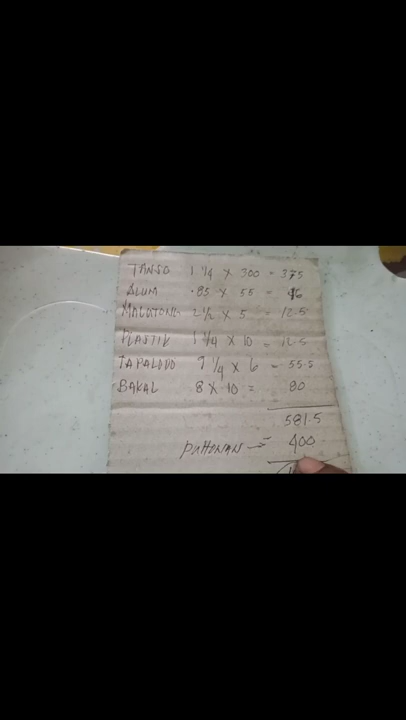 TANSO 1 1/4 X 300 = 375
ALUM .85 X 55 = 46
MAGATONG 2 1/2 X 5 = 12.5
PLASTIK 1 1/4 X 10 = 12.5
TAPALODO 9 1/4 X 6 = 55.5
BAKAL 8 X 10 = 80
581.5
PUHONAN → 400